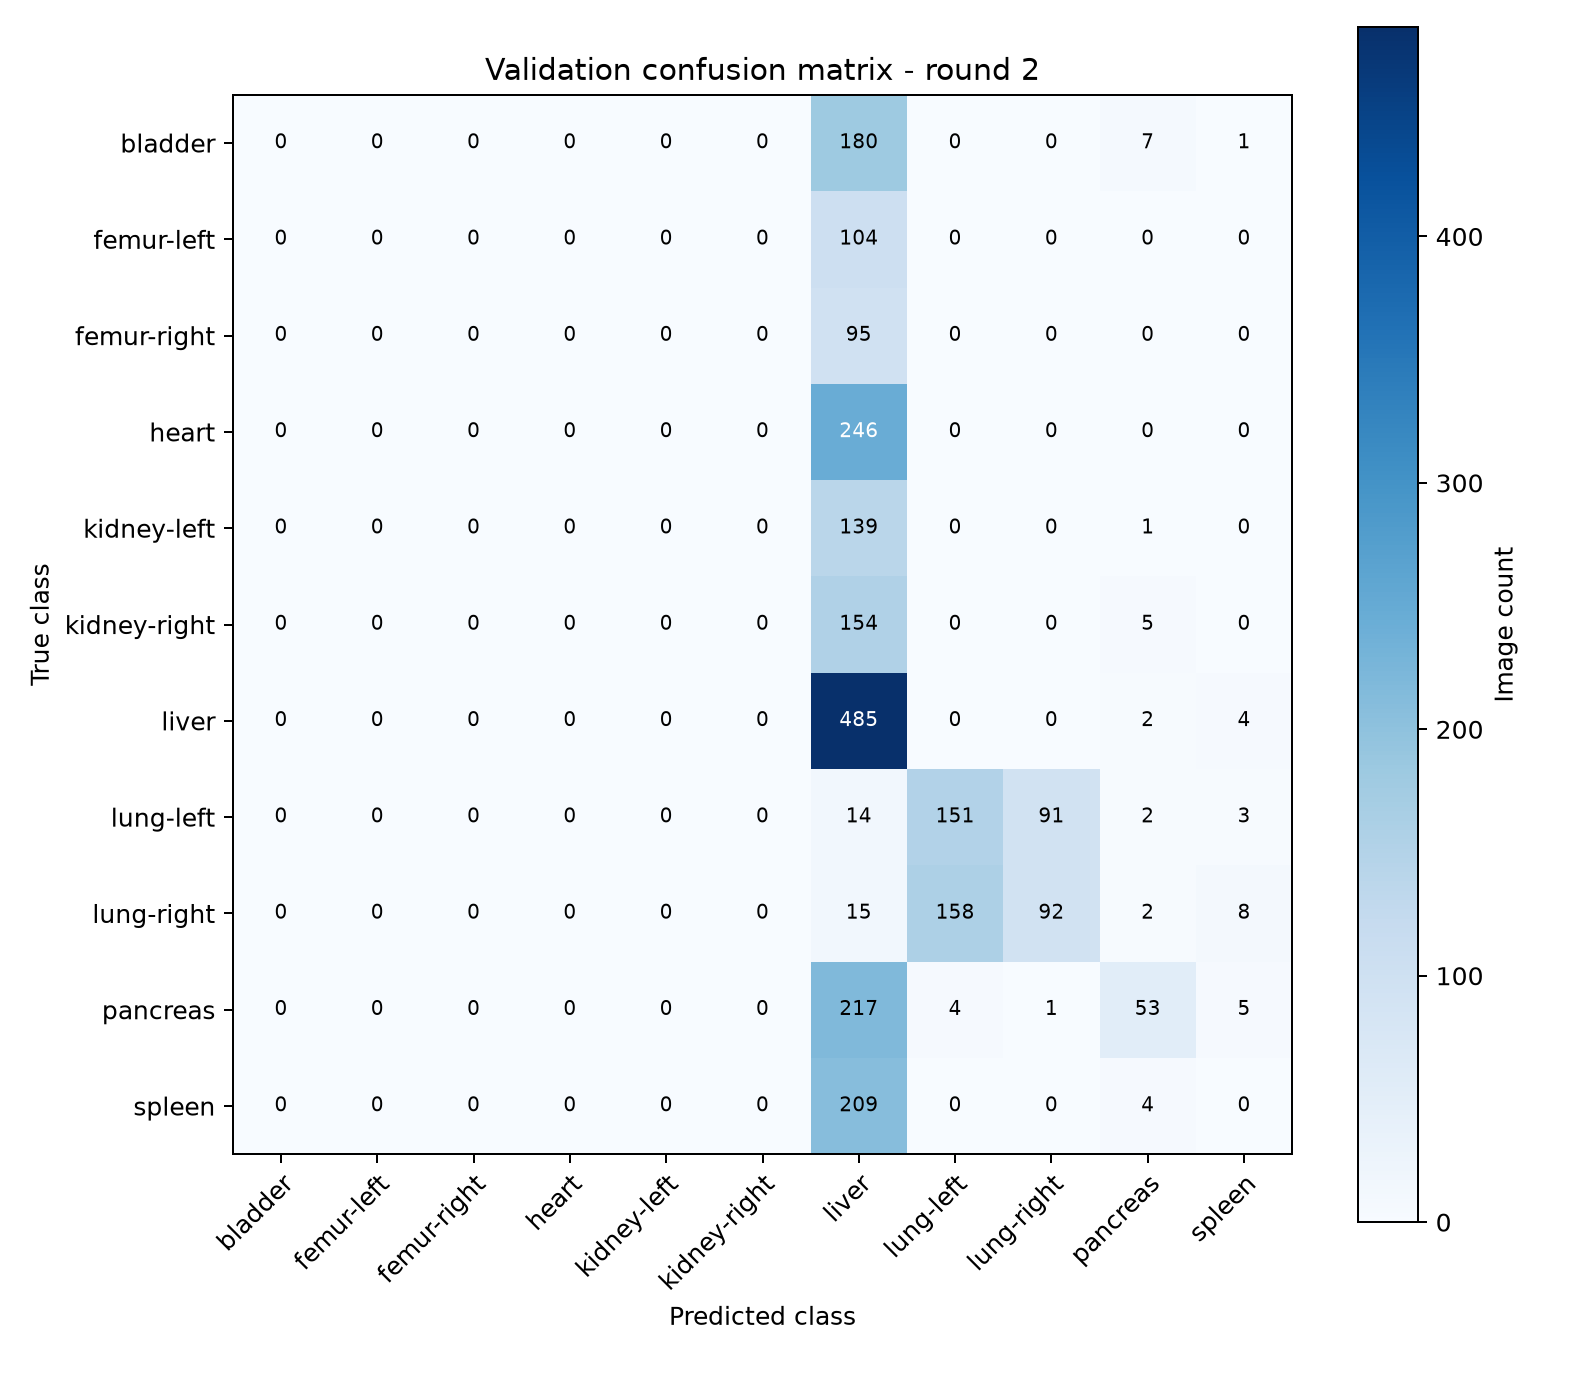 Validation confusion matrix - round 2
bladder 0 0 0 0 0 0 180 0 0 7 1
femur-left 0 0 0 0 0 0 104 0 0 0 0
femur-right 0 0 0 0 0 0 95 0 0 0 0
heart 0 0 0 0 0 0 246 0 0 0 0
kidney-left 0 0 0 0 0 0 139 0 0 1 0
kidney-right 0 0 0 0 0 0 154 0 0 5 0
liver 0 0 0 0 0 0 485 0 0 2 4
lung-left 0 0 0 0 0 0 14 151 91 2 3
lung-right 0 0 0 0 0 0 15 158 92 2 8
pancreas 0 0 0 0 0 0 217 4 1 53 5
spleen 0 0 0 0 0 0 209 0 0 4 0
bladder femur-left femur-right heart kidney-left kidney-right liver lung-left lung-right pancreas spleen
Predicted class
True class
400
300
200
100
0
Image count